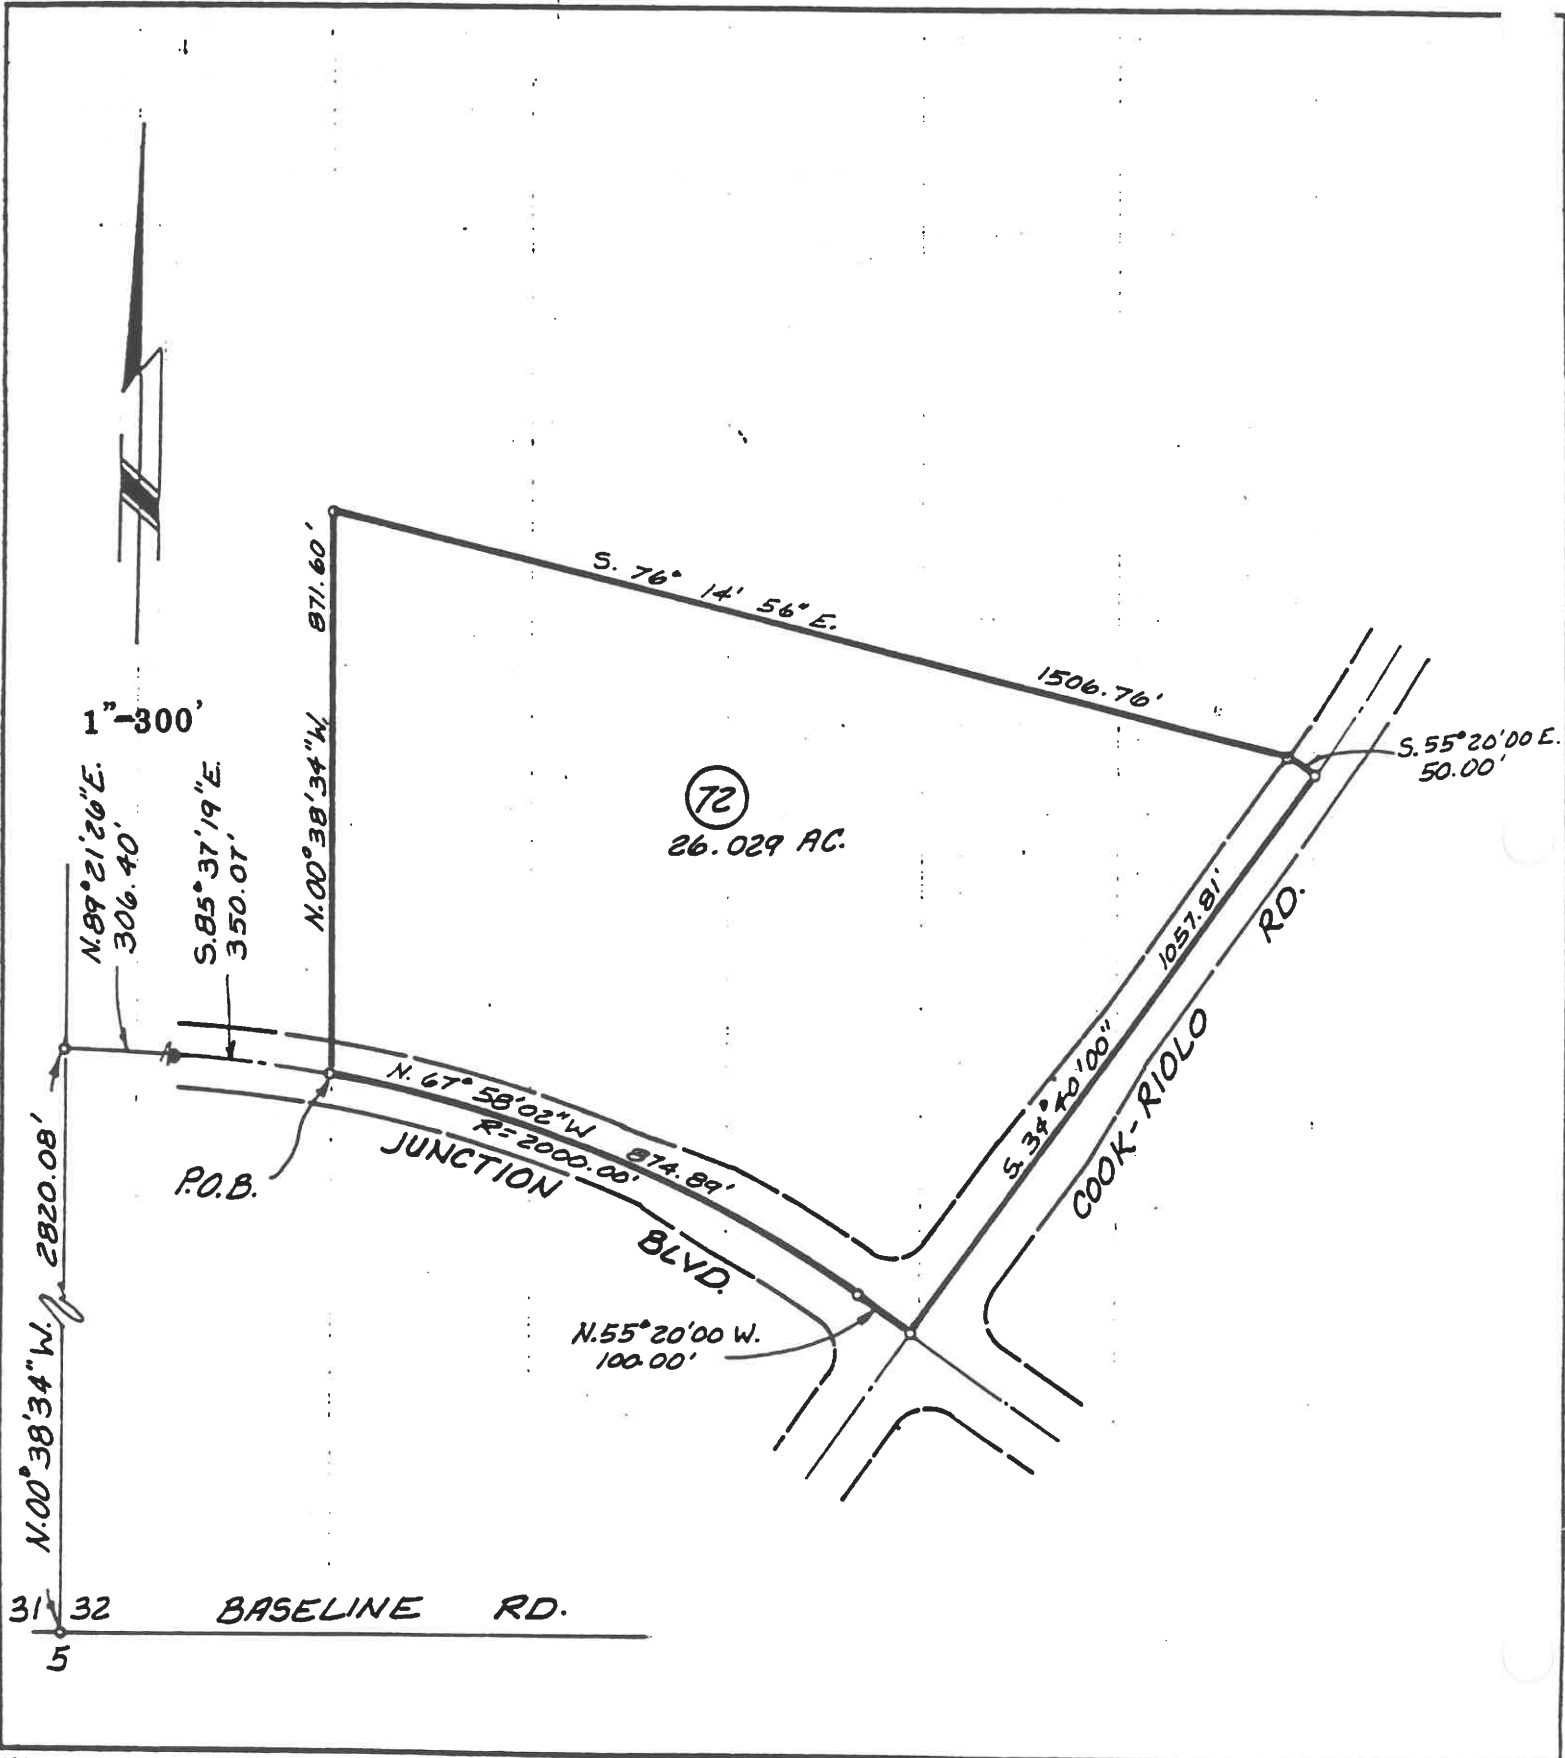 871.60'
N.00°38'34"W.
S. 76° 14' 56" E.
1506.76'
1"-300'
S.55°20'00 E.
50.00'
N.89°21'26"E.
306.40'
S.85°37'19"E.
350.07'
72
26.029 AC.
1057.81'
S. 34°40'00"
COOK-RIOLO RD.
N. 67° 58'02"W 874.89'
R=2000.00'
JUNCTION BLVD.
P.O.B.
N.00°38'34"W. 2820.08'
N.55°20'00 W.
100.00'
31 32
BASELINE RD.
5